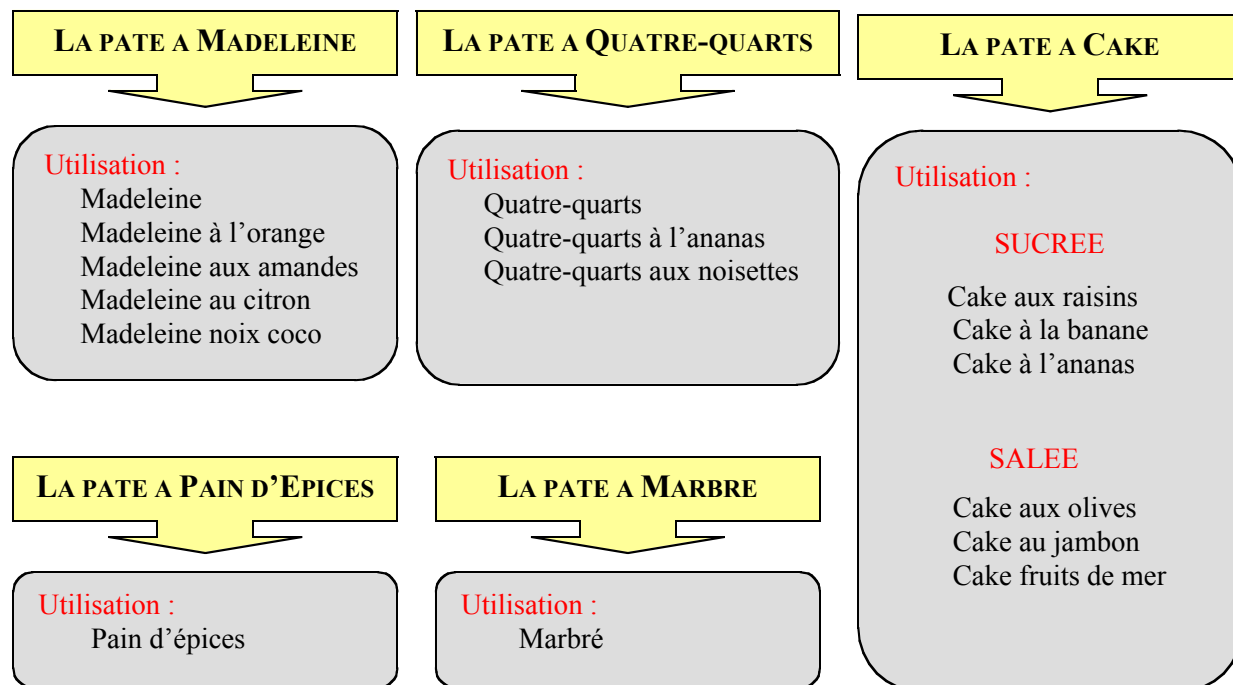 LA PATE A MADELEINE
Utilisation :
Madeleine
Madeleine à l’orange
Madeleine aux amandes
Madeleine au citron
Madeleine noix coco
LA PATE A QUATRE-QUARTS
Utilisation :
Quatre-quarts
Quatre-quarts à l’ananas
Quatre-quarts aux noisettes
LA PATE A CAKE
Utilisation :
SUCREE
Cake aux raisins
Cake à la banane
Cake à l’ananas
SALEE
Cake aux olives
Cake au jambon
Cake fruits de mer
LA PATE A PAIN D’EPICES
Utilisation :
Pain d’épices
LA PATE A MARBRE
Utilisation :
Marbré